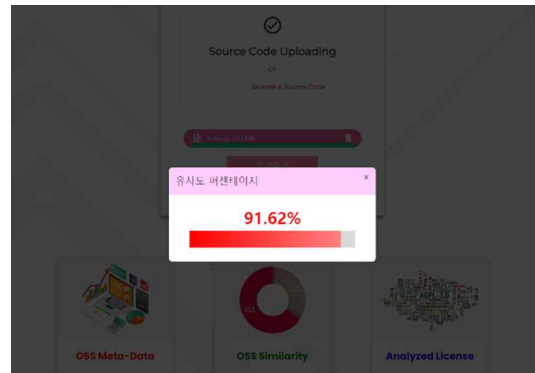 Source Code Uploading
or
browse a Source Code
유사도 퍼센테이지
×
91.62%
OSS Meta-Data
OSS Similarity
Analyzed License